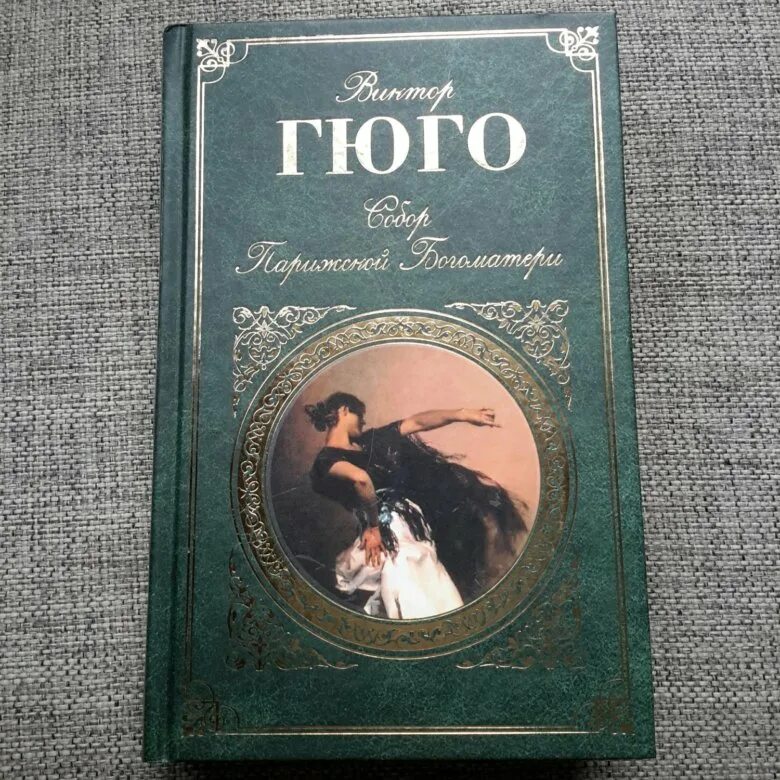 Виктор
ГЮГО
Собор
Парижской Богоматери